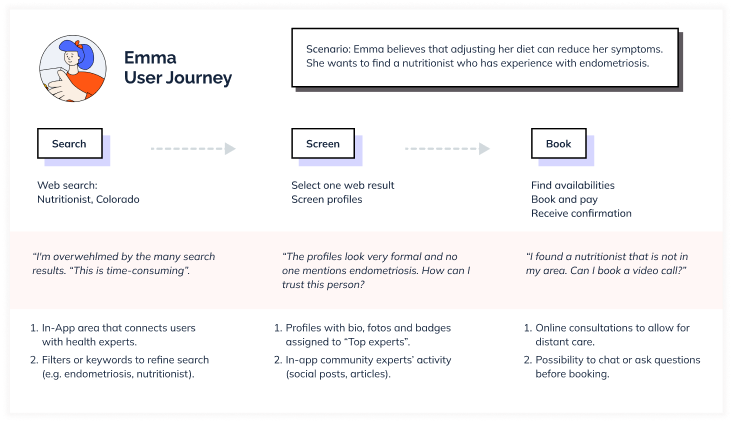 Emma
User Journey
Scenario: Emma believes that adjusting her diet can reduce her symptoms.
She wants to find a nutritionist who has experience with endometriosis.
Search
Screen
Book
Web search:
Nutritionist, Colorado
Select one web result
Screen profiles
Find availabilities
Book and pay
Receive confirmation
“I'm overwehlmed by the many search
results. “This is time-consuming”.
“The profiles look very formal and no
one mentions endometriosis. How can I
trust this person?
“I found a nutritionist that is not in
my area. Can I book a video call?”
1. In-App area that connects users
with health experts.
2. Filters or keywords to refine search
(e.g. endometriosis, nutritionist).
1. Profiles with bio, fotos and badges
assigned to “Top experts”.
2. In-app community experts’ activity
(social posts, articles).
1. Online consultations to allow for
distant care.
2. Possibility to chat or ask questions
before booking.